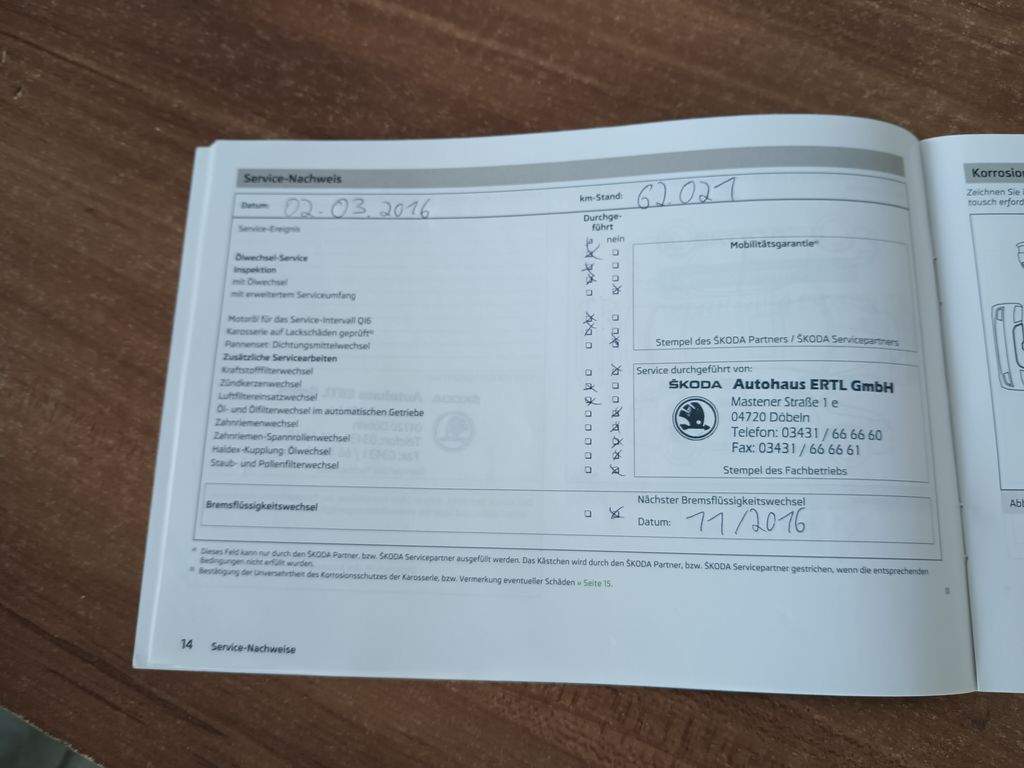 Service-Nachweis
Datum: 02.03.2016 km-Stand: 62.021
Service-Ereignis
Durchge-
führt
ja nein
Ölwechsel-Service
Inspektion
mit Ölwechsel
mit erweitertem Serviceumfang
Motoröl für das Service-Intervall QI6
Karosserie auf Lackschäden geprüft
Pannenset: Dichtungsmittelwechsel
Zusätzliche Servicearbeiten
Kraftstofffilterwechsel
Zündkerzenwechsel
Luftfiltereinsatzwechsel
Öl- und Ölfilterwechsel im automatischen Getriebe
Zahnriemenwechsel
Zahnriemen-Spannrollenwechsel
Haldex-Kupplung: Ölwechsel
Staub- und Pollenfilterwechsel
Mobilitätsgarantie
Stempel des ŠKODA Partners / ŠKODA Servicepartners
Service durchgeführt von:
ŠKODA Autohaus ERTL GmbH
Mastener Straße 1 e
04720 Döbeln
Telefon: 03431 / 66 66 60
Fax: 03431 / 66 66 61
Stempel des Fachbetriebs
Bremsflüssigkeitswechsel
Nächster Bremsflüssigkeitswechsel
Datum: 11/2016
Dieses Feld kann nur durch den ŠKODA Partner, bzw. ŠKODA Servicepartner ausgefüllt werden. Das Kästchen wird durch den ŠKODA Partner, bzw. ŠKODA Servicepartner gestrichen, wenn die entsprechenden
Bedingungen nicht erfüllt wurden.
Bestätigung der Unversehrtheit des Korrosionsschutzes der Karosserie, bzw. Vermerkung eventueller Schäden » Seite 15.
14 Service-Nachweise
Korrosion
Zeichnen Sie
tausch erford
Abb